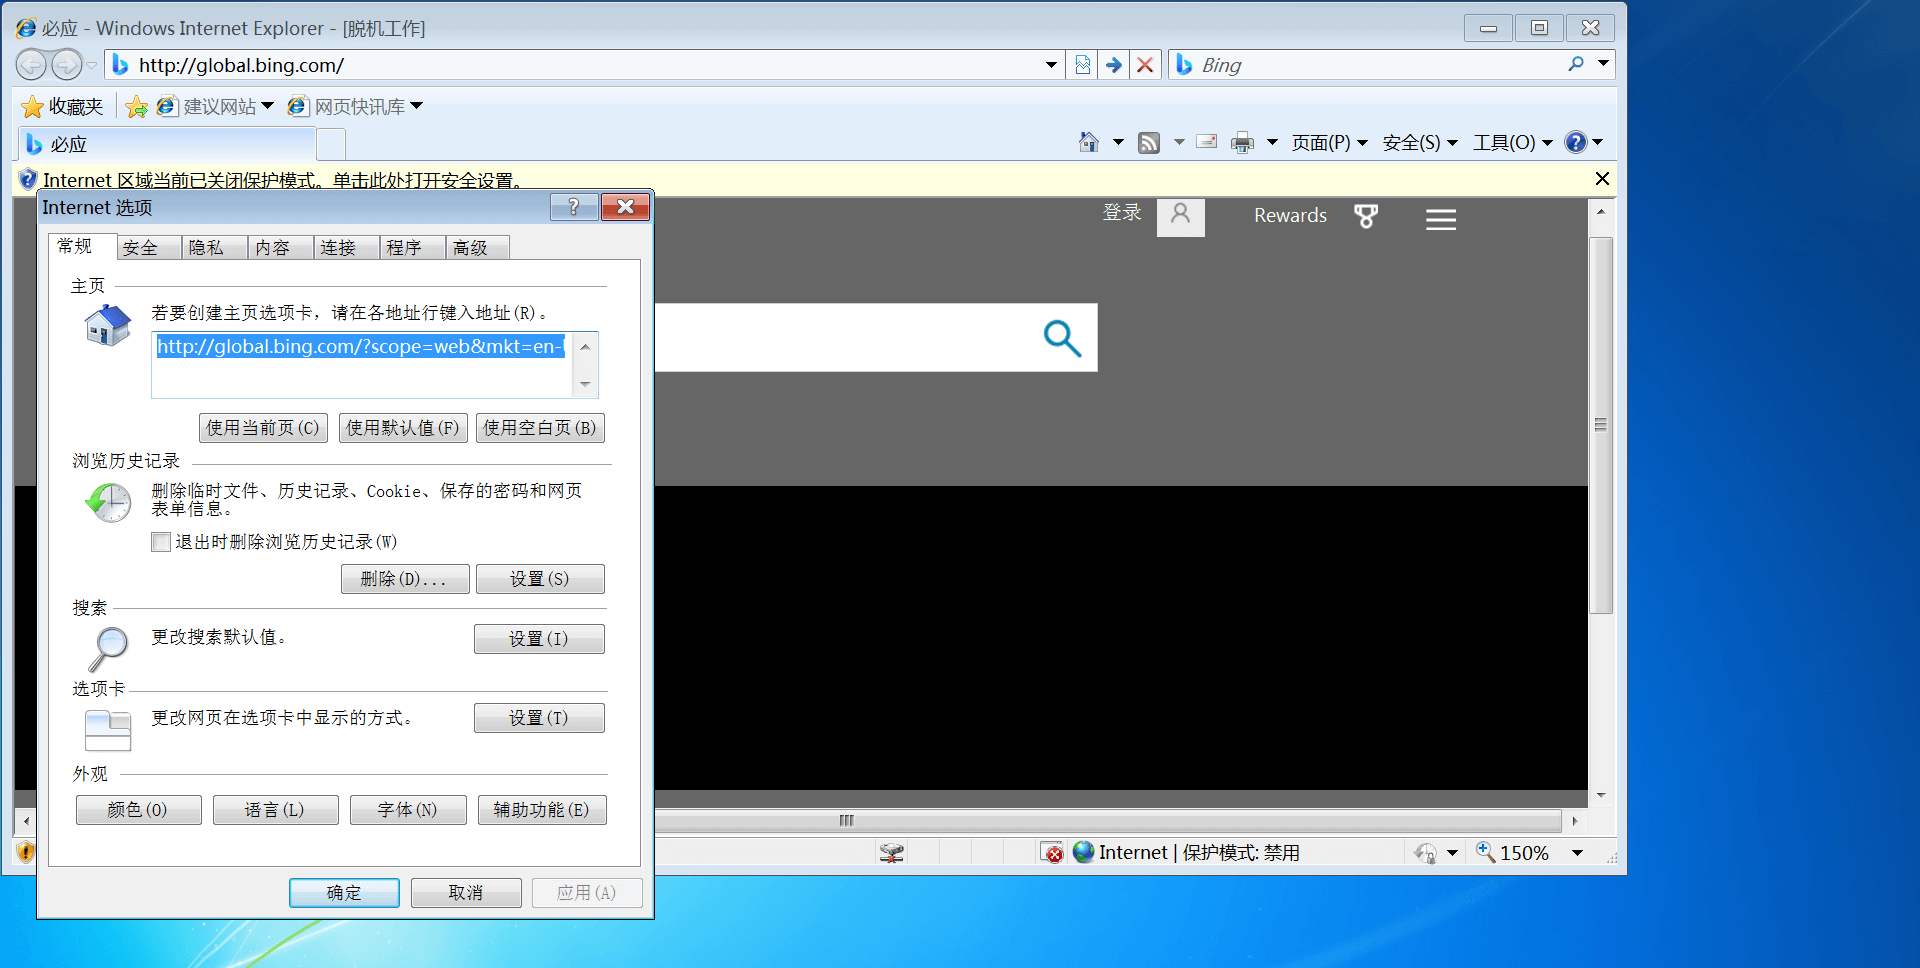 必应 - Windows Internet Explorer - [脱机工作]
http://global.bing.com/
Bing
收藏夹 建议网站 网页快讯库
必应
页面(P) 安全(S) 工具(O)
Internet 区域当前已关闭保护模式。单击此处打开安全设置。
Internet 选项
登录 Rewards
常规 安全 隐私 内容 连接 程序 高级
主页
若要创建主页选项卡，请在各地址行键入地址(R)。
http://global.bing.com/?scope=web&mkt=en-
使用当前页(C) 使用默认值(F) 使用空白页(B)
浏览历史记录
删除临时文件、历史记录、Cookie、保存的密码和网页
表单信息。
退出时删除浏览历史记录(W)
删除(D)... 设置(S)
搜索
更改搜索默认值。 设置(I)
选项卡
更改网页在选项卡中显示的方式。 设置(T)
外观
颜色(O) 语言(L) 字体(N) 辅助功能(E)
Internet | 保护模式: 禁用 150%
确定 取消 应用(A)